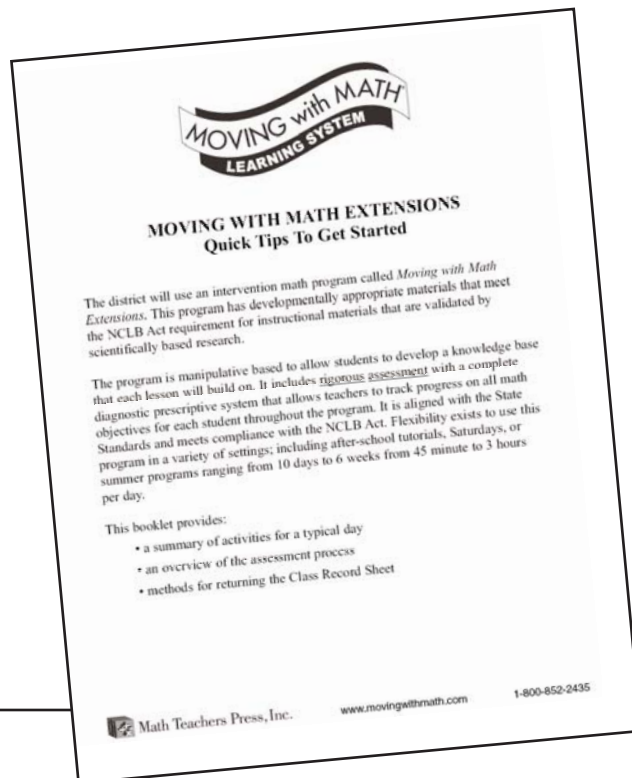 MOVING with MATH
LEARNING SYSTEM
MOVING WITH MATH EXTENSIONS
Quick Tips To Get Started
The district will use an intervention math program called Moving with Math
Extensions. This program has developmentally appropriate materials that meet
the NCLB Act requirement for instructional materials that are validated by
scientifically based research.
The program is manipulative based to allow students to develop a knowledge base
that each lesson will build on. It includes rigorous assessment with a complete
diagnostic prescriptive system that allows teachers to track progress on all math
objectives for each student throughout the program. It is aligned with the State
Standards and meets compliance with the NCLB Act. Flexibility exists to use this
program in a variety of settings; including after-school tutorials, Saturdays, or
summer programs ranging from 10 days to 6 weeks from 45 minute to 3 hours
per day.
This booklet provides:
• a summary of activities for a typical day
• an overview of the assessment process
• methods for returning the Class Record Sheet
Math Teachers Press, Inc. www.movingwithmath.com 1-800-852-2435